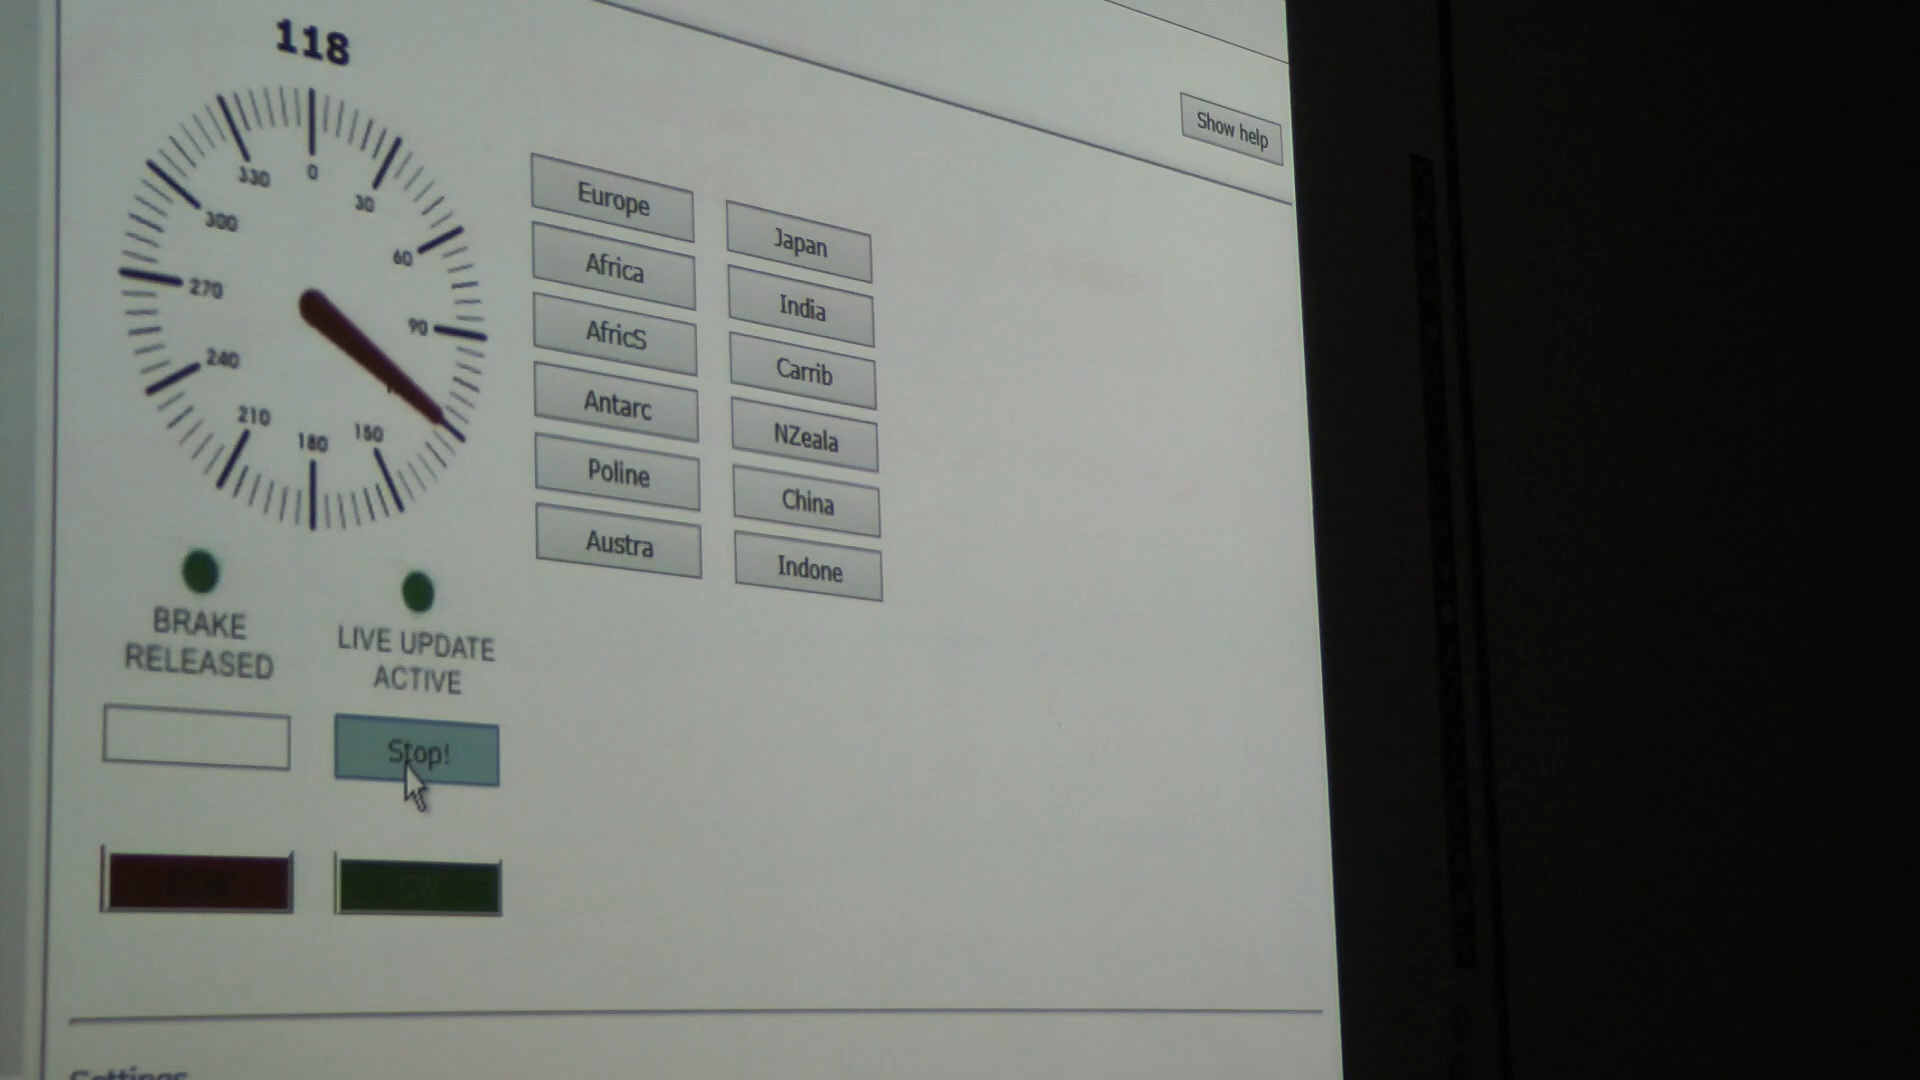 118
Show help
0
30
60
90
150
180
210
240
270
300
330
Europe
Africa
AfricS
Antarc
Poline
Austra
Japan
India
Carrib
NZeala
China
Indone
BRAKE
RELEASED
LIVE UPDATE
ACTIVE
Stop!